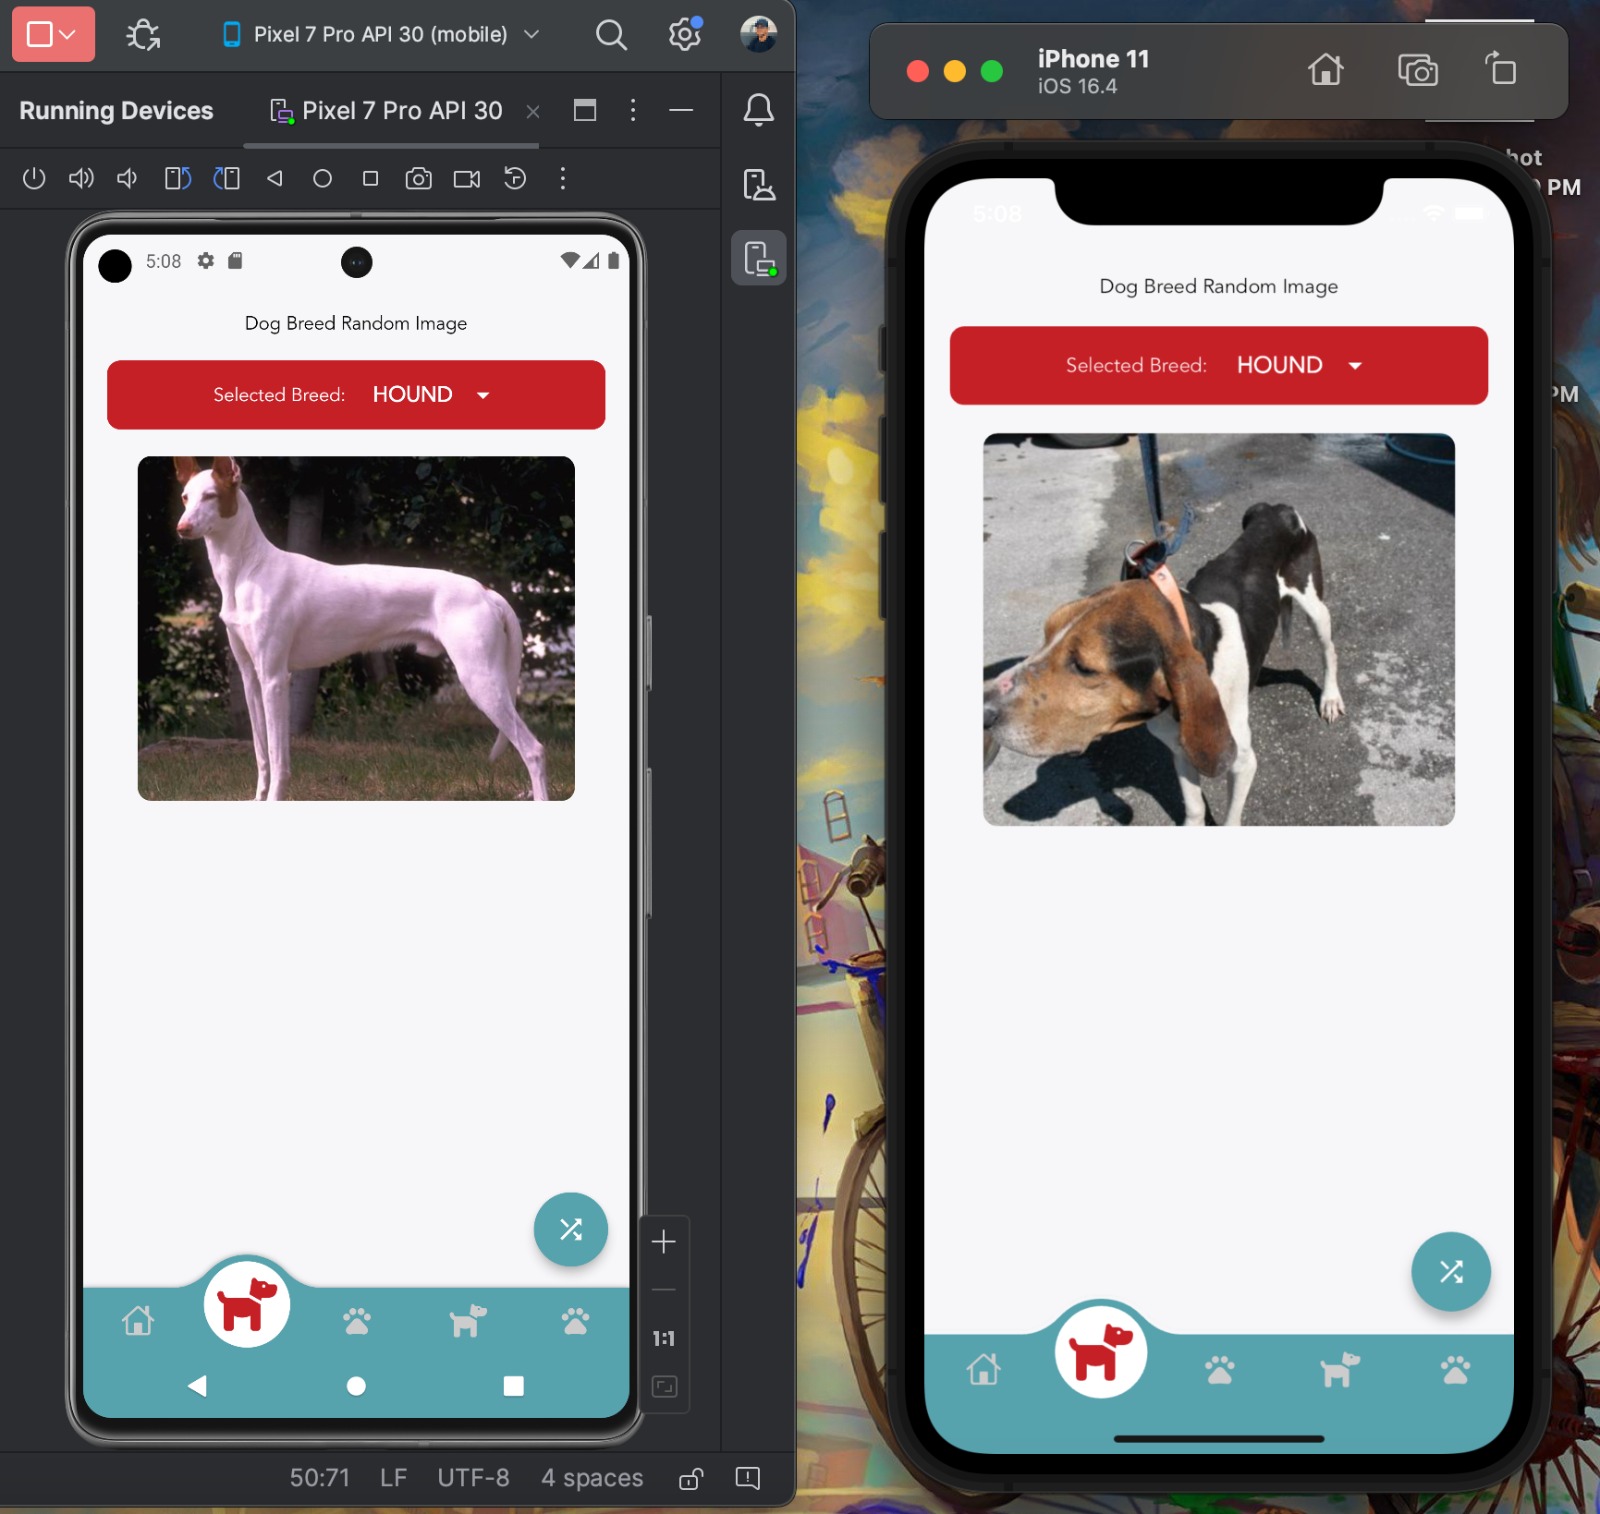 Pixel 7 Pro API 30 (mobile)
Running Devices
Pixel 7 Pro API 30
5:08
Dog Breed Random Image
Selected Breed: HOUND
1:1
50:71 LF UTF-8 4 spaces
iPhone 11
iOS 16.4
hot
PM
PM
5:08
Dog Breed Random Image
Selected Breed: HOUND